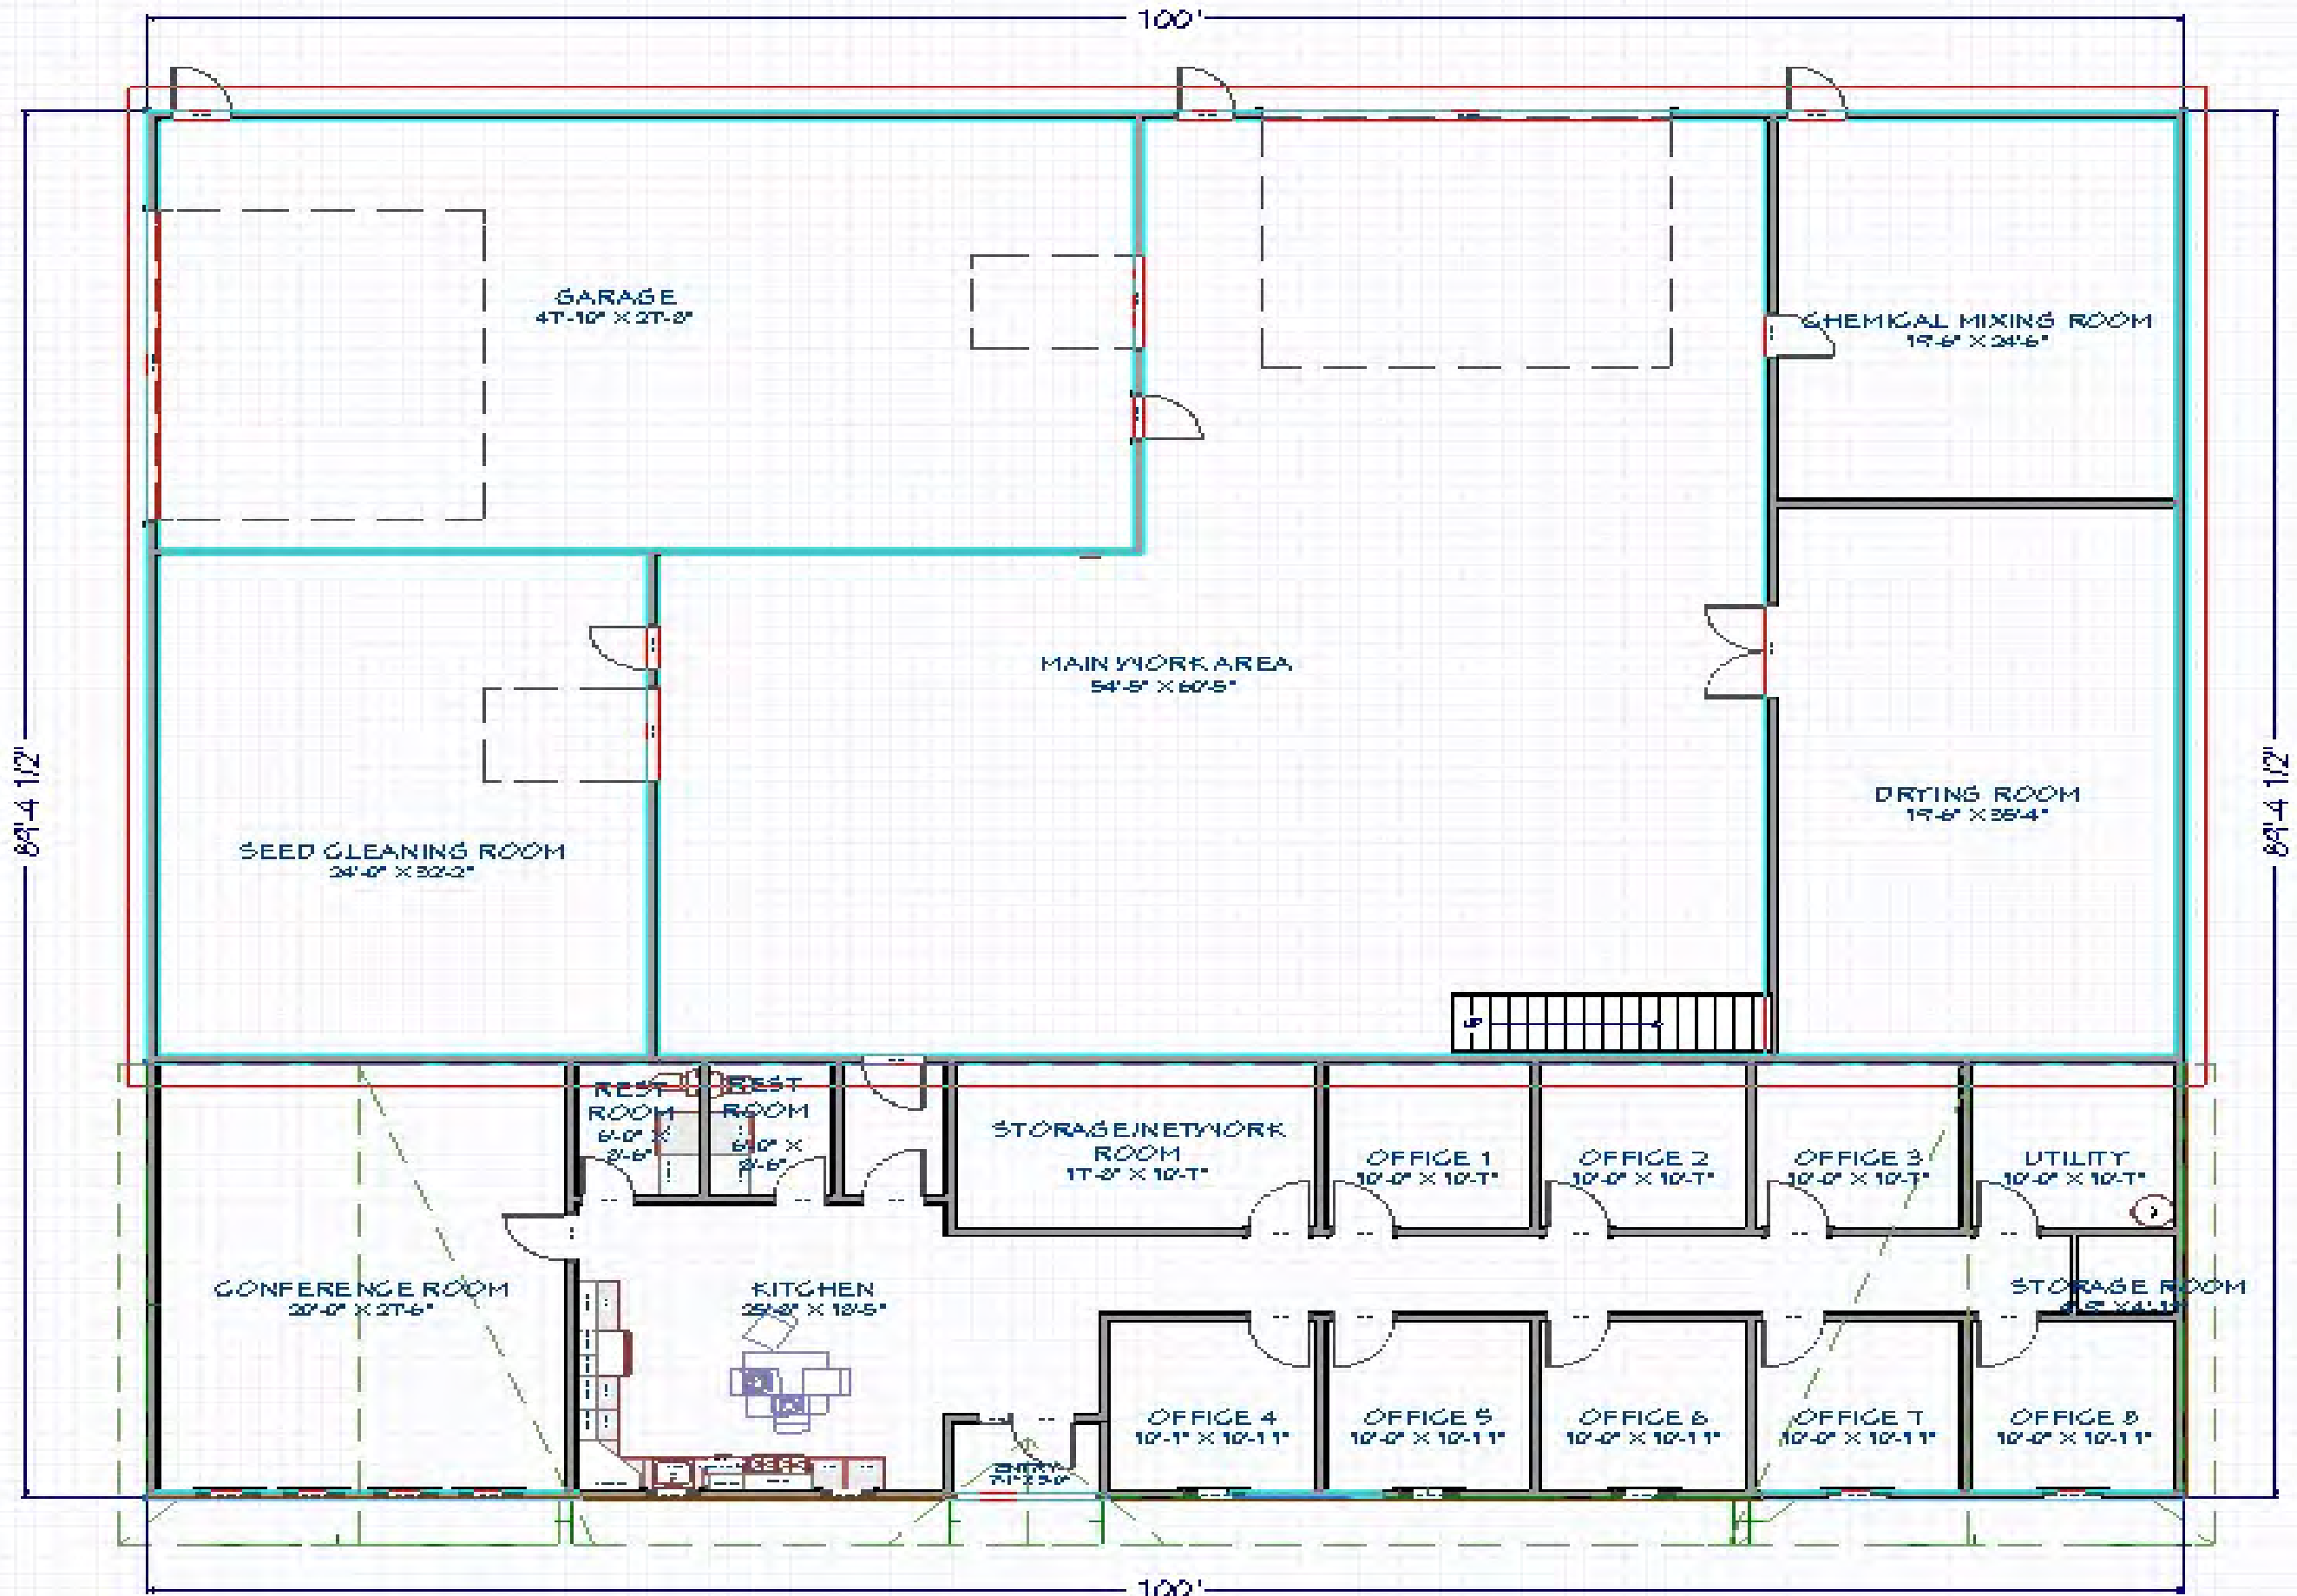 100'
GARAGE
47'-10" X 27'-8"
CHEMICAL MIXING ROOM
19'-6" X 24'-6"
MAIN WORK AREA
54'-5" X 60'-5"
89'-4 1/2"
89'-4 1/2"
DRYING ROOM
19'-6" X 35'-4"
SEED CLEANING ROOM
24'-0" X 32'-2"
UP
REST
ROOM
6'-0" X
8'-6"
REST
ROOM
6'-0" X
8'-6"
STORAGE/NETWORK
ROOM
17'-8" X 10'-7"
OFFICE 1
10'-0" X 10'-7"
OFFICE 2
10'-0" X 10'-7"
OFFICE 3
10'-0" X 10'-7"
UTILITY
10'-0" X 10'-7"
CONFERENCE ROOM
20'-0" X 27'-6"
KITCHEN
25'-8" X 18'-5"
STORAGE ROOM
OFFICE 4
10'-1" X 10'-11"
OFFICE 5
10'-0" X 10'-11"
OFFICE 6
10'-0" X 10'-11"
OFFICE 7
10'-0" X 10'-11"
OFFICE 8
10'-0" X 10'-11"
ENTRY
100'